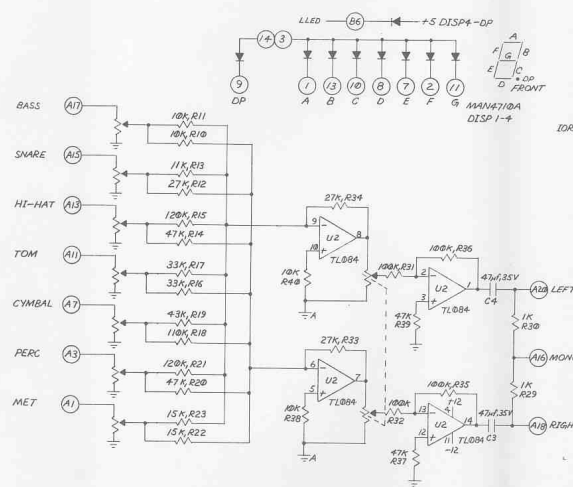 LLED B6 +5 DISP4-DP
14 3
9 DP
1 13 10 8 7 2 11
A B C D E F G
A
F B
G
E C
D DP
FRONT
MAN4710A
DISP 1-4
BASS A17
10K,R11
10K,R10
SNARE A15
11K,R13
27K,R12
HI-HAT A13
120K,R15
47K,R14
TOM A11
33K,R17
33K,R16
CYMBAL A7
43K,R19
110K,R18
PERC A3
120K,R21
47K,R20
MET A1
15K,R23
15K,R22
27K,R34
9 - U2 8
10 +
TL084
10K
R40
A
100K,R31
100K,R36
2 - U2 1
3 +
TL084
47K
R39
47µf,35V
C4
A20 LEFT
1K
R30
A16 MONO
1K
R29
A18 RIGH
27K,R33
6 - U2 7
5 +
TL084
10K
R38
A
100K
R32
100K,R35
+12
4
13 - U2 14
12 +
TL084
11
-12
47K
R37
47µf,35V
C3